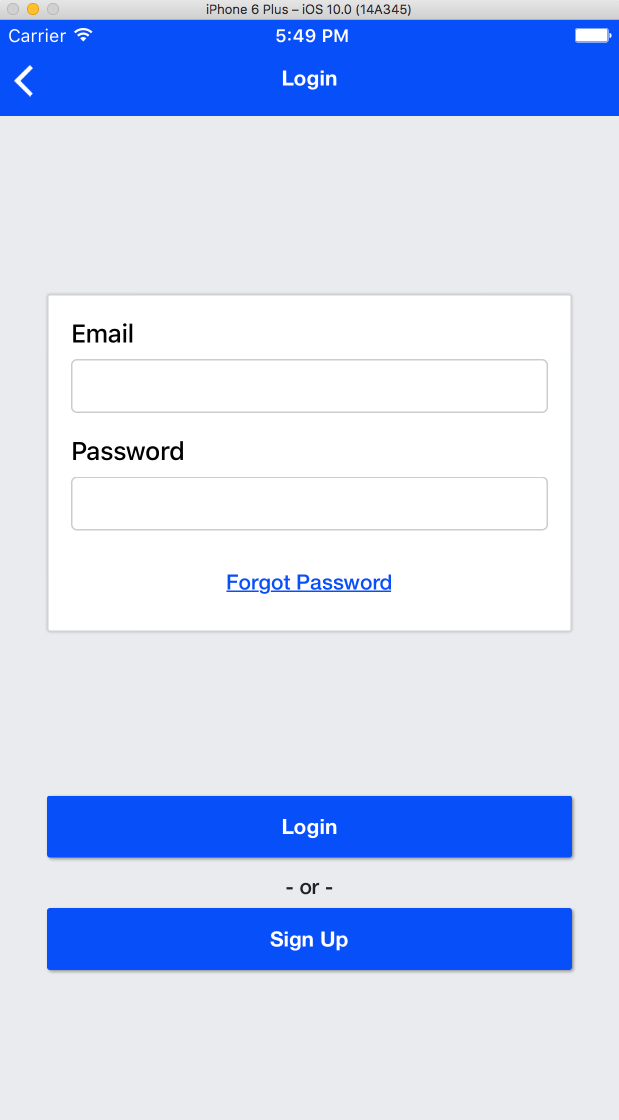 iPhone 6 Plus – iOS 10.0 (14A345)
Carrier 5:49 PM
Login
Email
Password
Forgot Password
Login
- or -
Sign Up